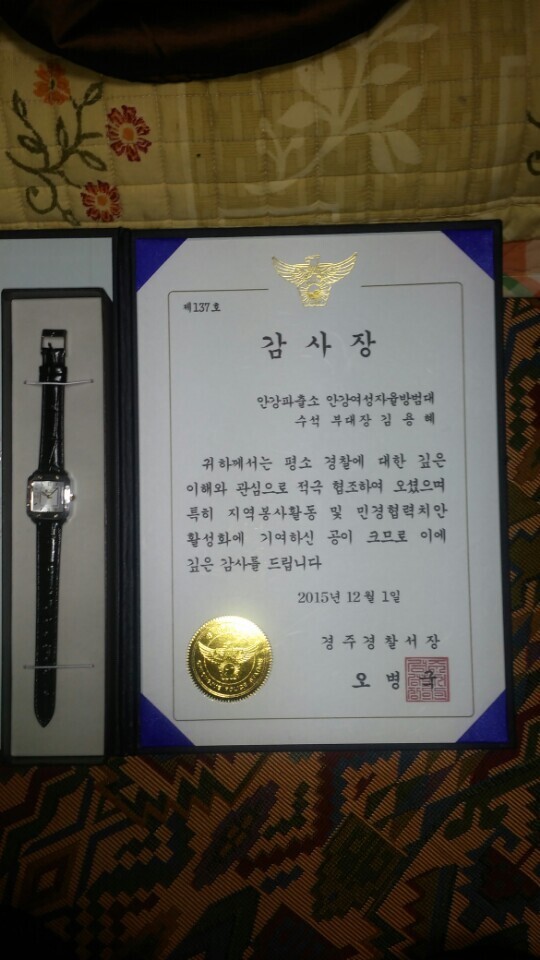 제137호
감 사 장
안강파출소 안강여성자율방범대
수석 부대장 김 용 혜
귀하께서는 평소 경찰에 대한 깊은
이해와 관심으로 적극 협조하여 오셨으며
특히 지역봉사활동 및 민경협력치안
활성화에 기여하신 공이 크므로 이에
깊은 감사를 드립니다
2015년 12월 1일
경 주 경 찰 서 장
오 병